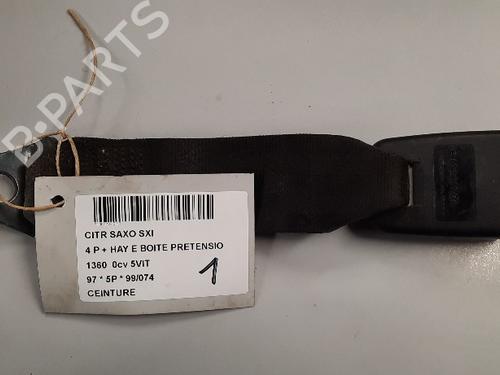 B-PARTS
CITR SAXO SXI
4 P + HAY E BOITE PRETENSIO
1360 0cv 5ViT
97 * 5P * 99/074
CEINTURE
1